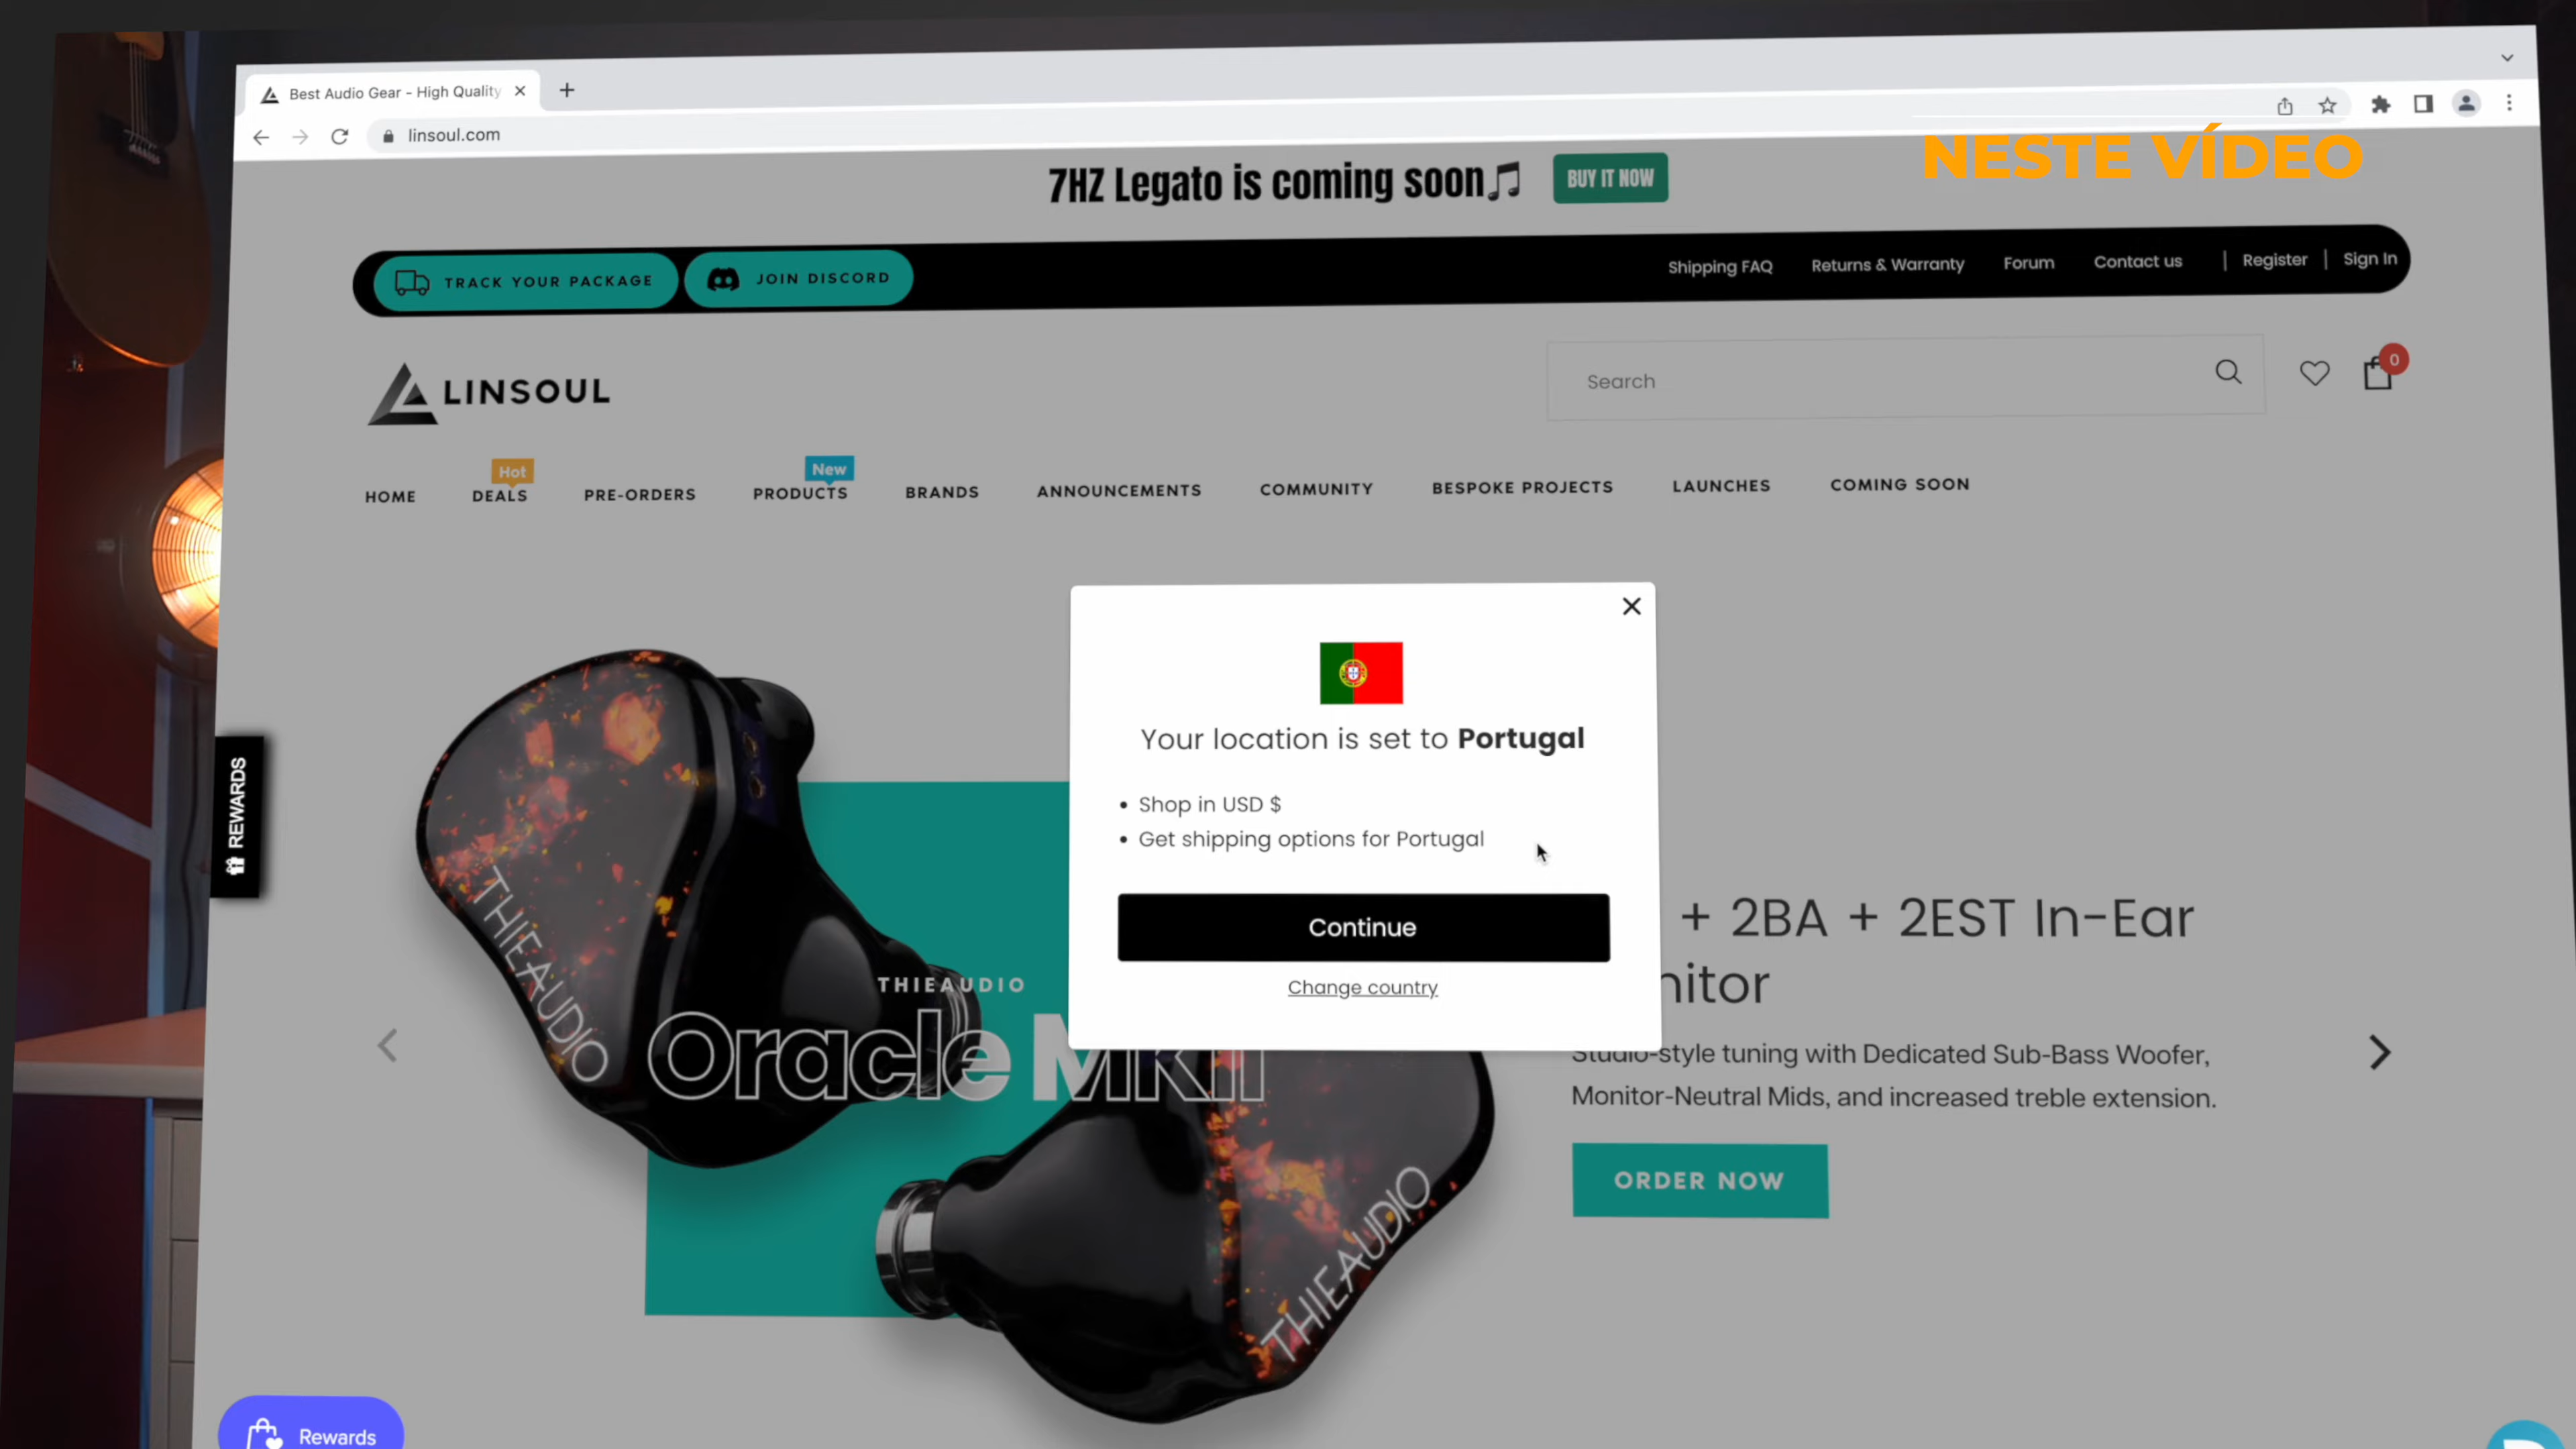 Best Audio Gear - High Quality
linsoul.com
NESTE VÍDEO
7HZ Legato is coming soon🎵 BUY IT NOW
TRACK YOUR PACKAGE JOIN DISCORD Shipping FAQ Returns & Warranty Forum Contact us | Register | Sign In
LINSOUL Search 0
Hot New
HOME DEALS PRE-ORDERS PRODUCTS BRANDS ANNOUNCEMENTS COMMUNITY BESPOKE PROJECTS LAUNCHES COMING SOON
Your location is set to Portugal
• Shop in USD $
• Get shipping options for Portugal
Continue
Change country
REWARDS
THIEAUDIO
THIEAUDIO
Oracle MKII
THIEAUDIO
+ 2BA + 2EST In-Ear
nitor
Studio-style tuning with Dedicated Sub-Bass Woofer,
Monitor-Neutral Mids, and increased treble extension.
ORDER NOW
Rewards